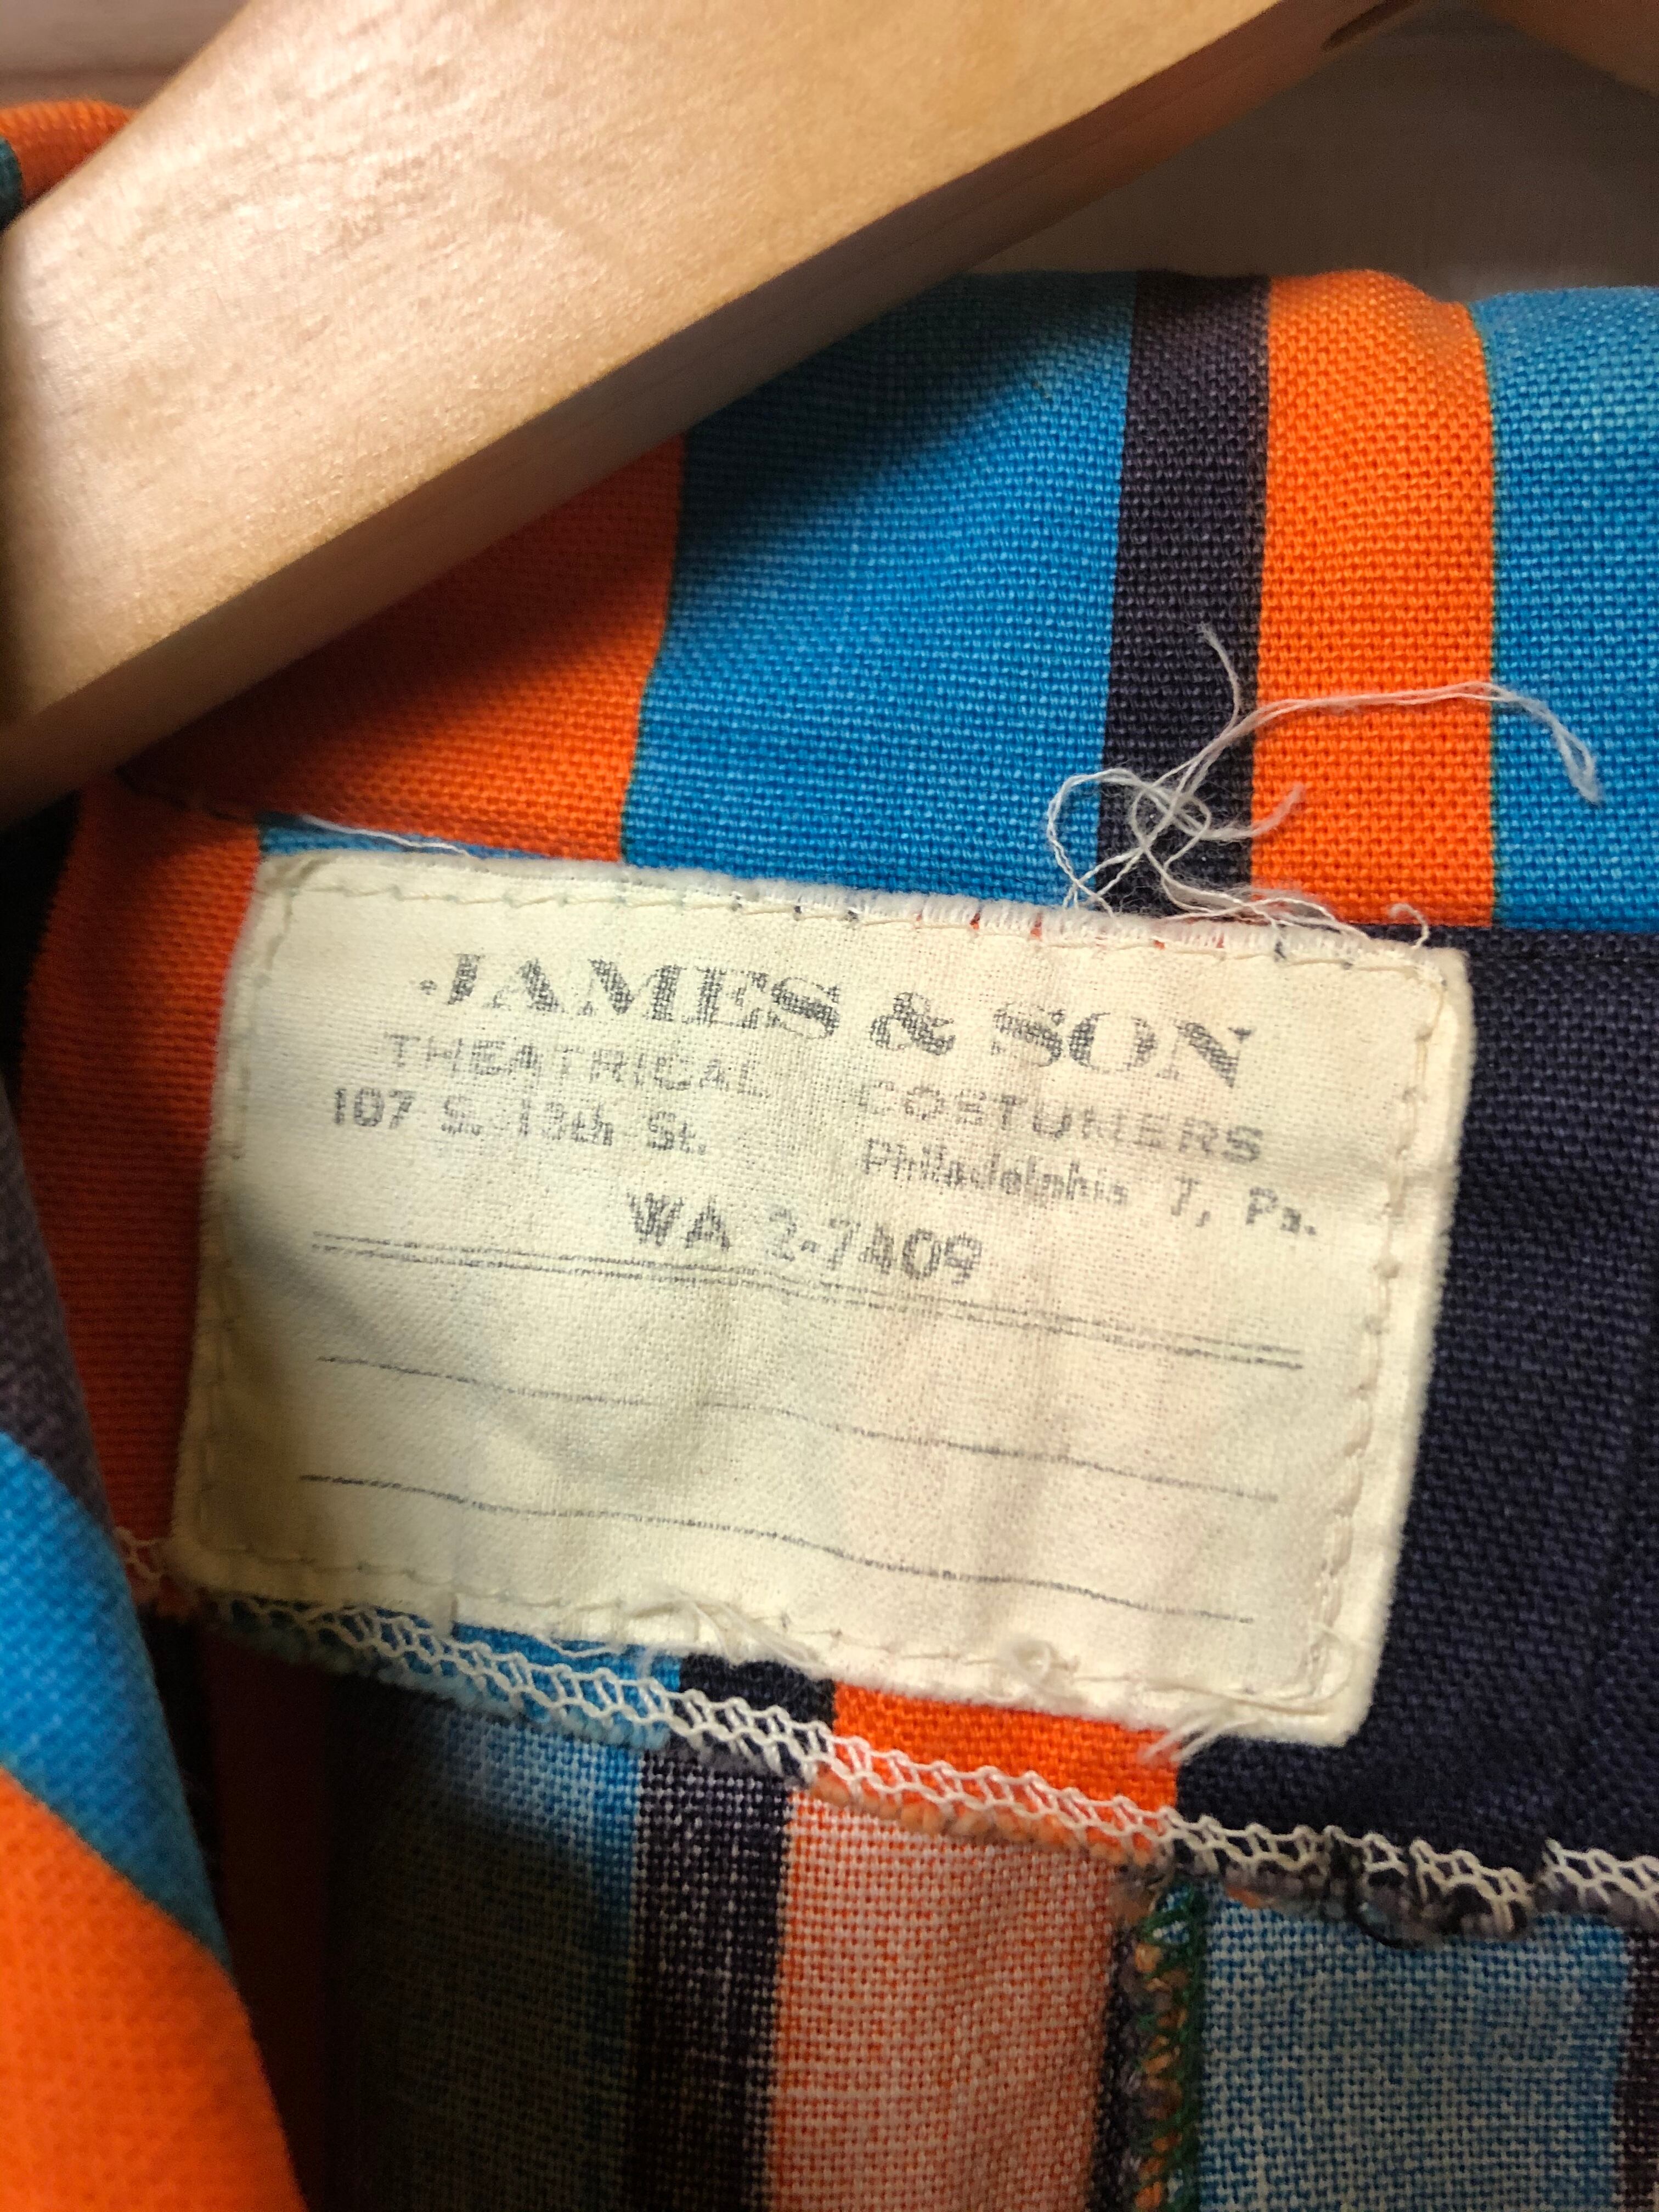 JAMES & SON
THEATRICAL COSTUMERS
107 S. 13th St. Philadelphia 7, Pa.
WA 2-7409